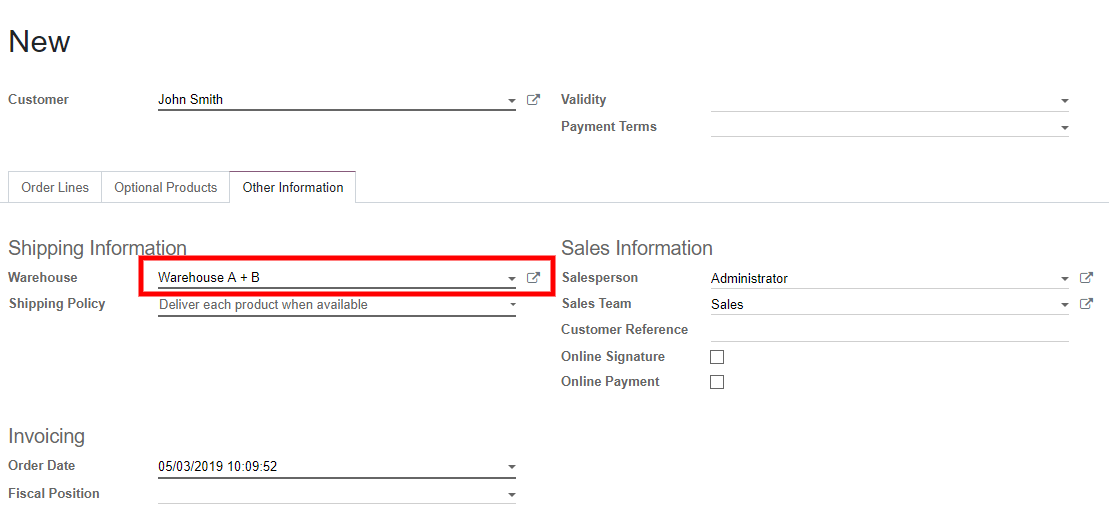 New
Customer John Smith Validity
Payment Terms
Order Lines Optional Products Other Information
Shipping Information Sales Information
Warehouse Warehouse A + B Salesperson Administrator
Shipping Policy Deliver each product when available Sales Team Sales
Customer Reference
Online Signature
Online Payment
Invoicing
Order Date 05/03/2019 10:09:52
Fiscal Position